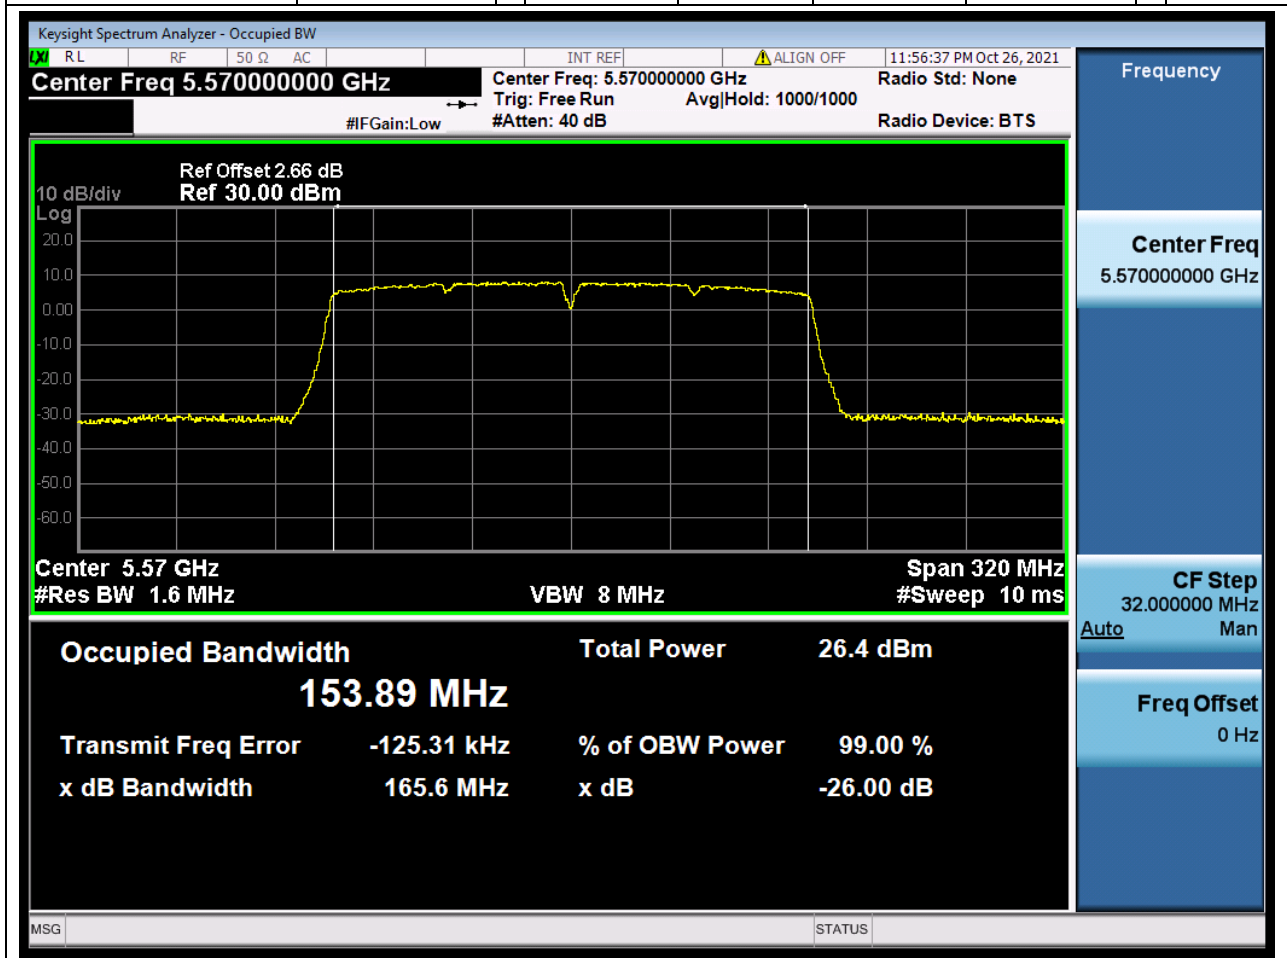 Keysight Spectrum Analyzer - Occupied BW
LXI RL RF 50 Ω AC INT REF ALIGN OFF 11:56:37 PM Oct 26, 2021
Center Freq 5.570000000 GHz
Center Freq: 5.570000000 GHz
Radio Std: None
Trig: Free Run Avg|Hold: 1000/1000
#IFGain:Low
#Atten: 40 dB
Radio Device: BTS
Frequency
Ref Offset 2.66 dB
10 dB/div Ref 30.00 dBm
Log
20.0
10.0
0.00
-10.0
-20.0
-30.0
-40.0
-50.0
-60.0
Center 5.57 GHz Span 320 MHz
#Res BW 1.6 MHz VBW 8 MHz #Sweep 10 ms
Center Freq
5.570000000 GHz
CF Step
32.000000 MHz
Auto Man
Freq Offset
0 Hz
Occupied Bandwidth Total Power 26.4 dBm
153.89 MHz
Transmit Freq Error -125.31 kHz % of OBW Power 99.00 %
x dB Bandwidth 165.6 MHz x dB -26.00 dB
MSG STATUS